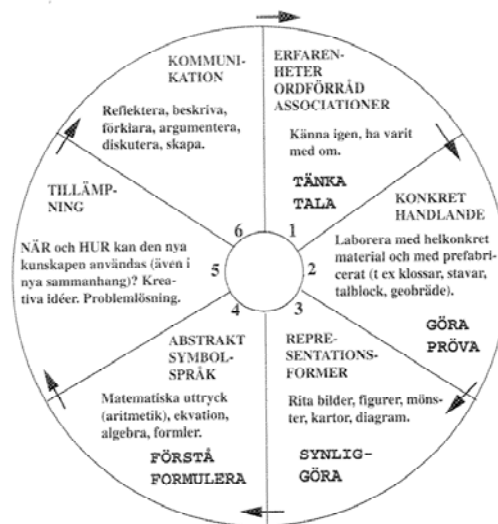 ERFAREN-
HETER
ORDFÖRRÅD
ASSOCIATIONER
Känna igen, ha varit
med om.
TÄNKA
TALA
1
KONKRET
HANDLANDE
Laborera med helkonkret
material och med prefabri-
cerat (t ex klossar, stavar,
talblock, geobräde).
GÖRA
PRÖVA
2
3
REPRE-
SENTATIONS-
FORMER
Rita bilder, figurer, möns-
ter, kartor, diagram.
SYNLIG-
GÖRA
4
ABSTRAKT
SYMBOL-
SPRÅK
Matematiska uttryck
(aritmetik), ekvation,
algebra, formler.
FÖRSTÅ
FORMULERA
5
TILLÄMP-
NING
NÄR och HUR kan den nya
kunskapen användas (även i
nya sammanhang)? Krea-
tiva idéer. Problemlösning.
6
KOMMUNI-
KATION
Reflektera, beskriva,
förklara, argumentera,
diskutera, skapa.